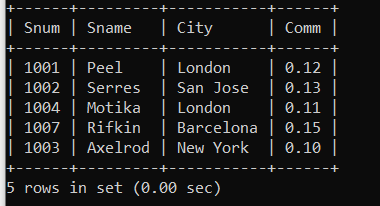 +------+---------+-----------+------+
| Snum | Sname | City | Comm |
+------+---------+-----------+------+
| 1001 | Peel | London | 0.12 |
| 1002 | Serres | San Jose | 0.13 |
| 1004 | Motika | London | 0.11 |
| 1007 | Rifkin | Barcelona | 0.15 |
| 1003 | Axelrod | New York | 0.10 |
+------+---------+-----------+------+
5 rows in set (0.00 sec)